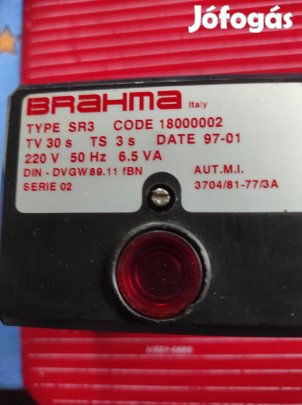 Jófogás
BRAHMA Italy
TYPE SR3 CODE 18000002
TV 30 s TS 3 s DATE 97-01
220 V 50 Hz 6.5 VA
DIN - DVGW 89.11 fBN AUT.M.I.
SERIE 02 3704/81-77/3A